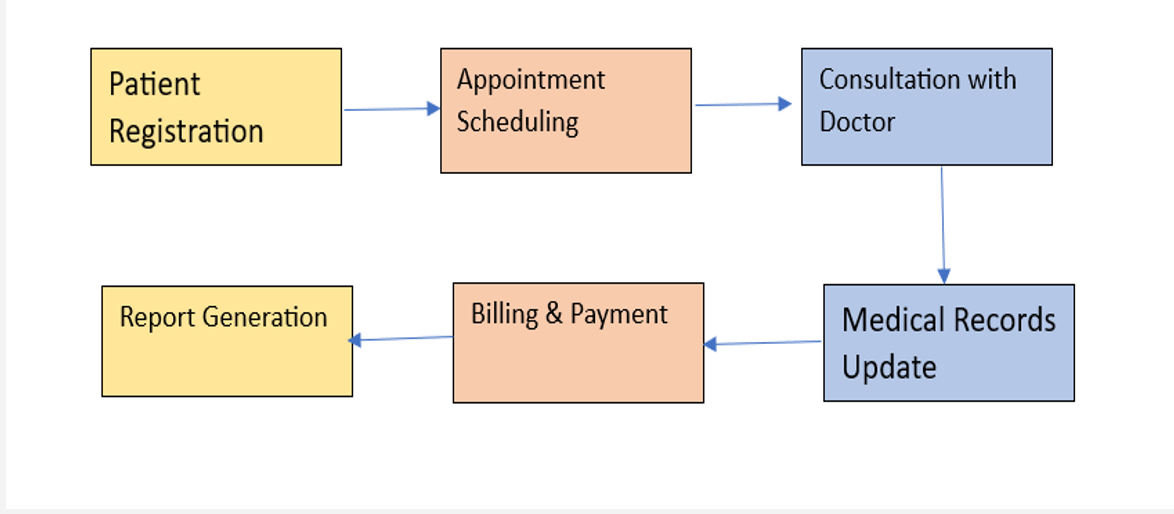 Patient
Registration
Appointment
Scheduling
Consultation with
Doctor
Medical Records
Update
Billing & Payment
Report Generation